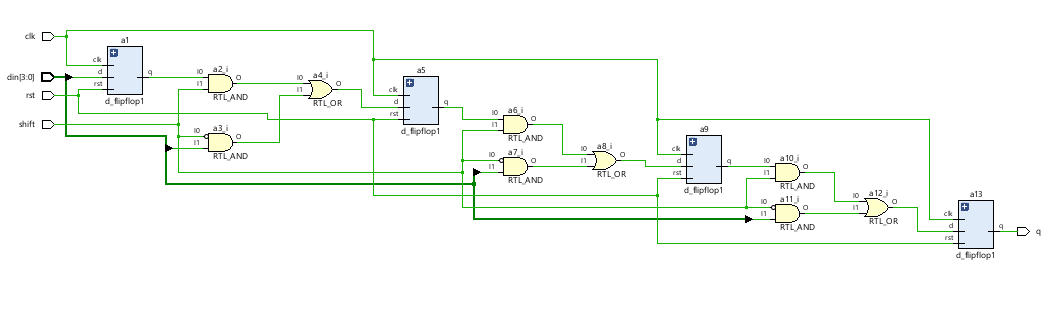 clk
din[3:0]
rst
shift
a1
clk
d
rst
q
d_flipflop1
a2_i
I0
I1
O
RTL_AND
a3_i
I0
I1
O
RTL_AND
a4_i
I0
I1
O
RTL_OR
a5
clk
d
rst
q
d_flipflop1
a6_i
I0
I1
O
RTL_AND
a7_i
I0
I1
O
RTL_AND
a8_i
I0
I1
O
RTL_OR
a9
clk
d
rst
q
d_flipflop1
a10_i
I0
I1
O
RTL_AND
a11_i
I0
I1
O
RTL_AND
a12_i
I0
I1
O
RTL_OR
a13
clk
d
rst
q
d_flipflop1
q